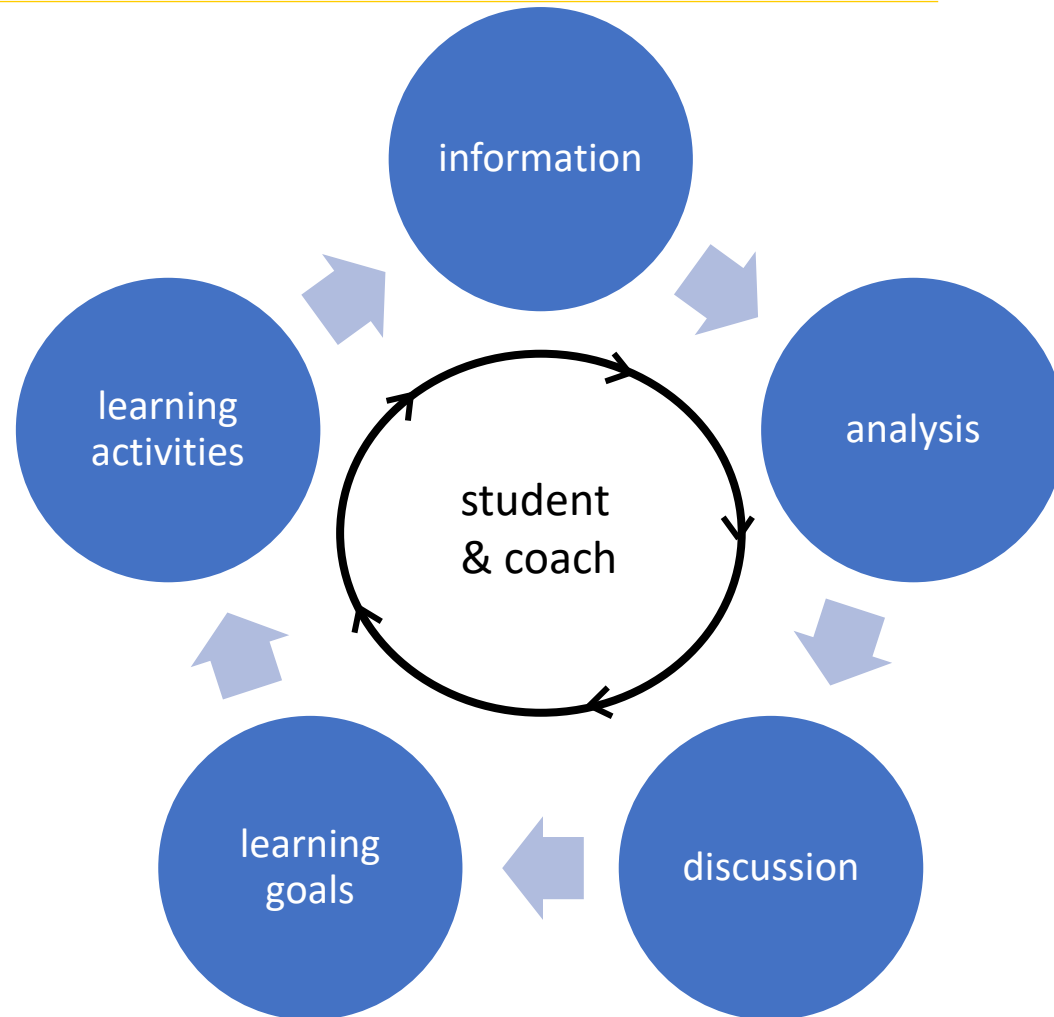 information
analysis
discussion
learning
goals
learning
activities
student
& coach